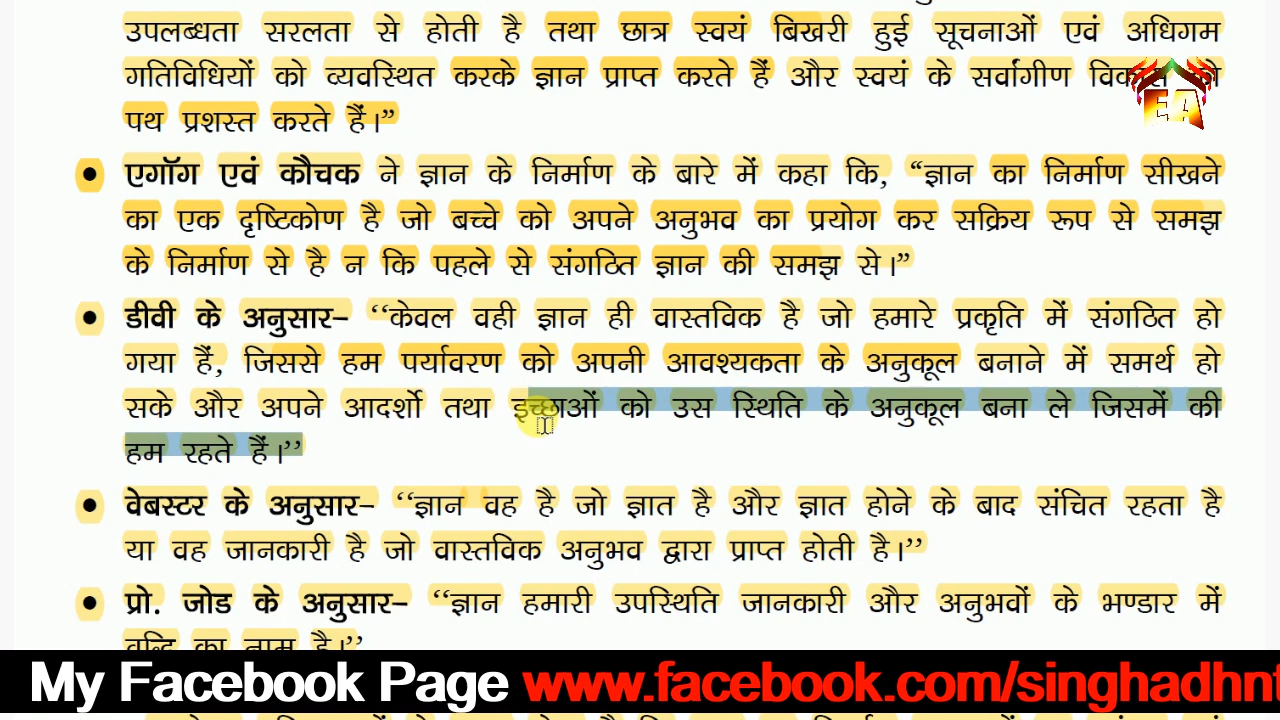 उपलब्धता सरलता से होती है तथा छात्र स्वयं बिखरी हुई सूचनाओं एवं अधिगम
गतिविधियों को व्यवस्थित करके ज्ञान प्राप्त करते हैं और स्वयं के सर्वांगीण
EA
पथ प्रशस्त करते हैं।”
• एगॉग एवं कौचक ने ज्ञान के निर्माण के बारे में कहा कि, “ज्ञान का निर्माण सीखने
का एक दृष्टिकोण है जो बच्चे को अपने अनुभव का प्रयोग कर सक्रिय रूप से समझ
के निर्माण से है न कि पहले से संगठित ज्ञान की समझ से।”
• डीवी के अनुसार– ‘‘केवल वही ज्ञान ही वास्तविक है जो हमारे प्रकृति में संगठित हो
गया हैं, जिससे हम पर्यावरण को अपनी आवश्यकता के अनुकूल बनाने में समर्थ हो
सके और अपने आदर्शो तथा इच्छाओं को उस स्थिति के अनुकूल बना ले जिसमें की
हम रहते हैं।’’
• वेबस्टर के अनुसार– ‘‘ज्ञान वह है जो ज्ञात है और ज्ञात होने के बाद संचित रहता है
या वह जानकारी है जो वास्तविक अनुभव द्वारा प्राप्त होती है।’’
• प्रो. जोड के अनुसार– ‘‘ज्ञान हमारी उपस्थिति जानकारी और अनुभवों के भण्डार में
वृद्धि का नाम है।’’
My Facebook Page www.facebook.com/singhadhnt